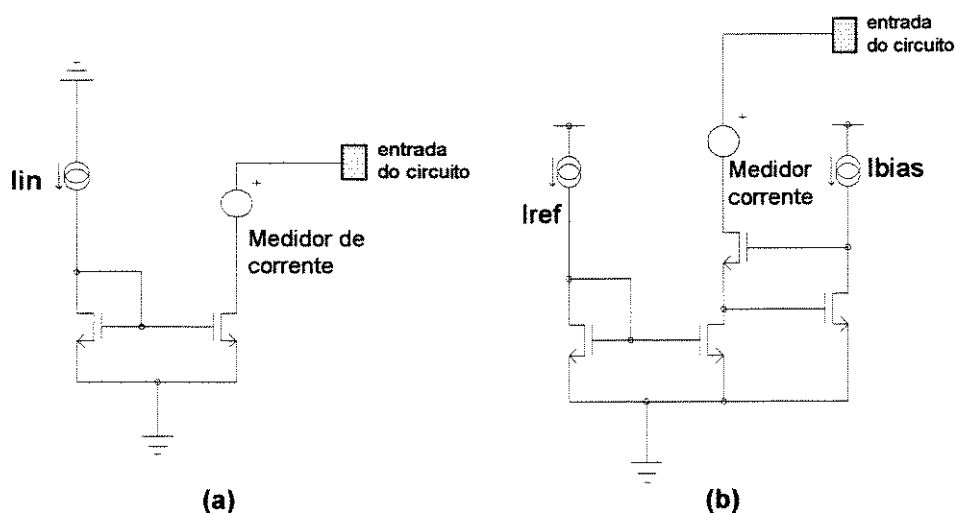 Iin
entrada
do circuito
Medidor de
corrente
(a)
entrada
do circuito
Iref
Medidor
corrente
Ibias
(b)